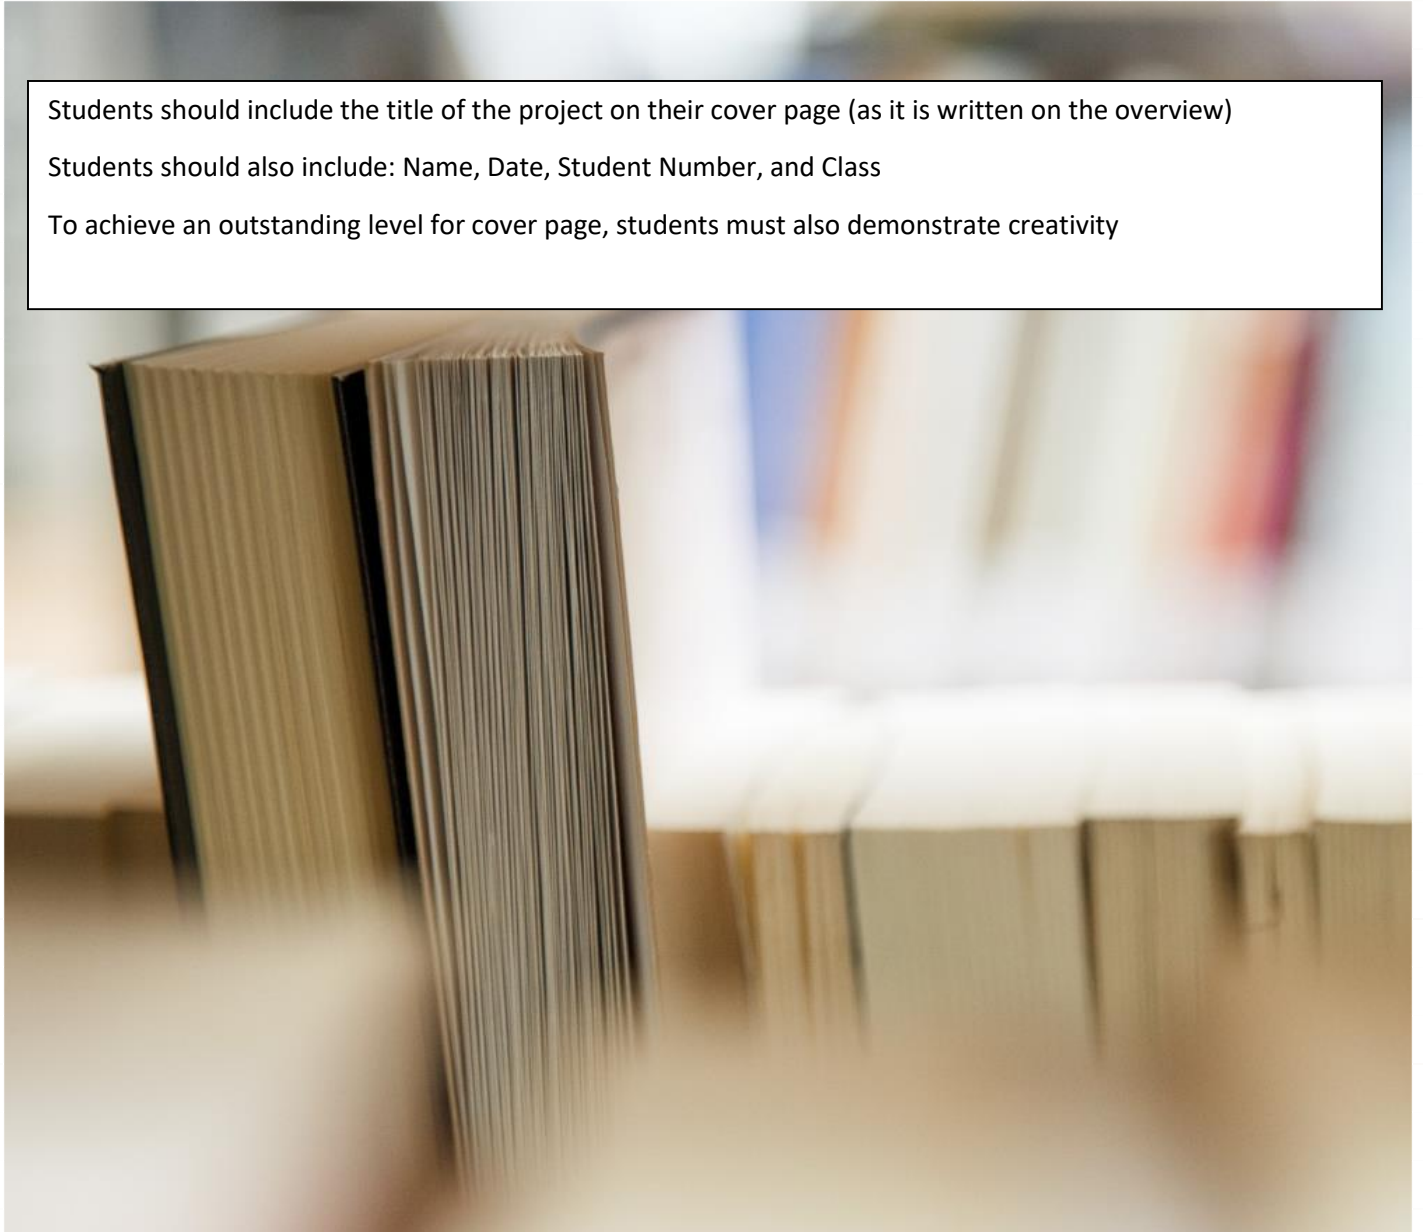 Students should include the title of the project on their cover page (as it is written on the overview)
Students should also include: Name, Date, Student Number, and Class
To achieve an outstanding level for cover page, students must also demonstrate creativity